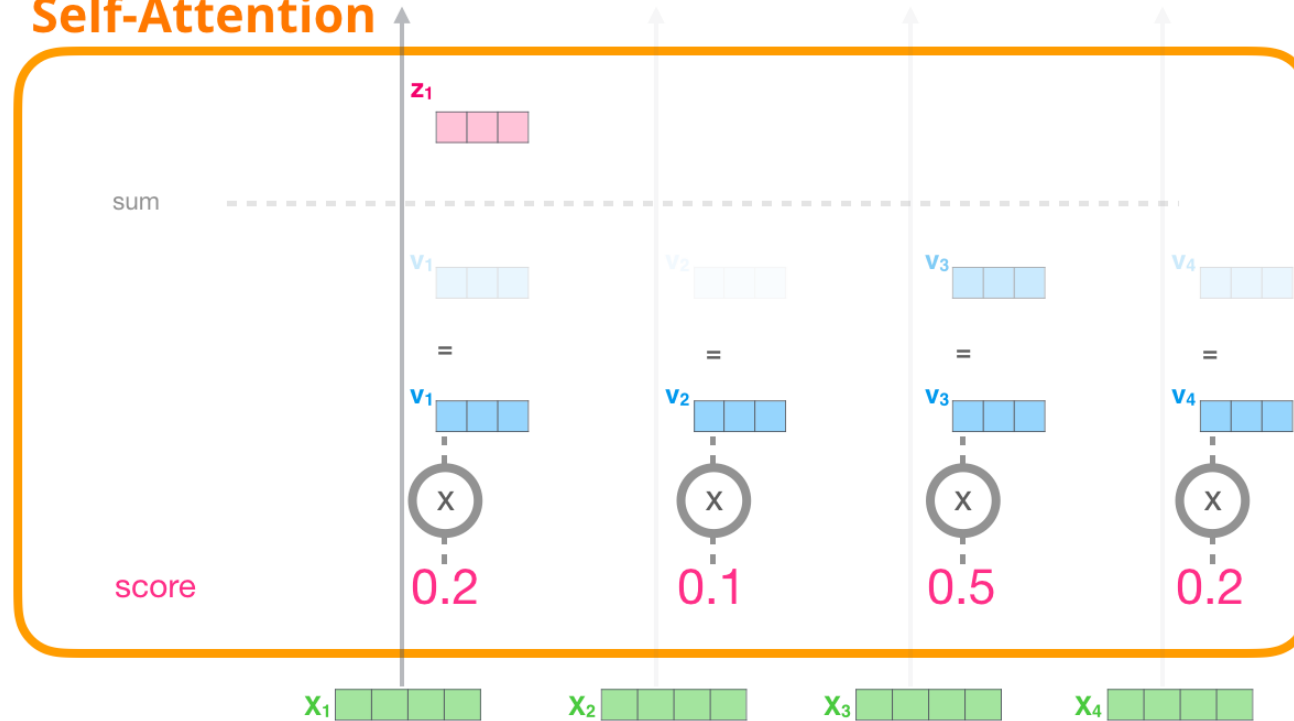 Self-Attention
z₁
sum
v₁ v₂ v₃ v₄
= = = =
v₁ v₂ v₃ v₄
X X X X
score 0.2 0.1 0.5 0.2
X₁ X₂ X₃ X₄